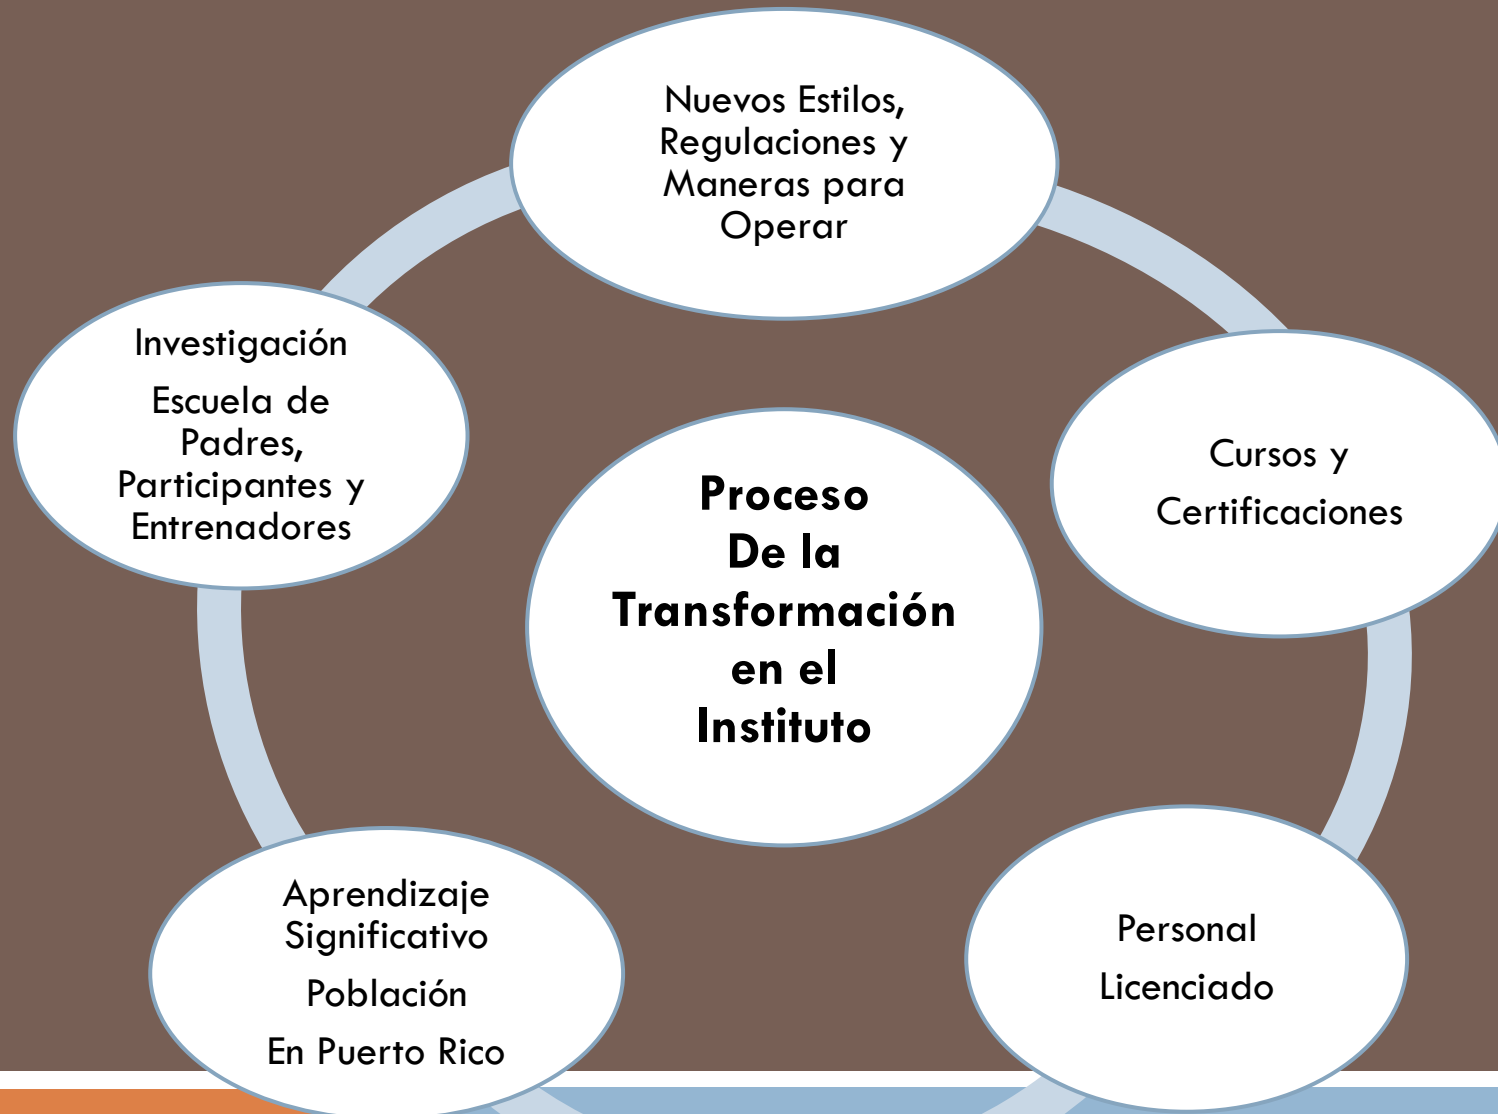 Nuevos Estilos,
Regulaciones y
Maneras para
Operar
Cursos y
Certificaciones
Personal
Licenciado
Aprendizaje
Significativo
Población
En Puerto Rico
Investigación
Escuela de
Padres,
Participantes y
Entrenadores
Proceso
De la
Transformación
en el
Instituto